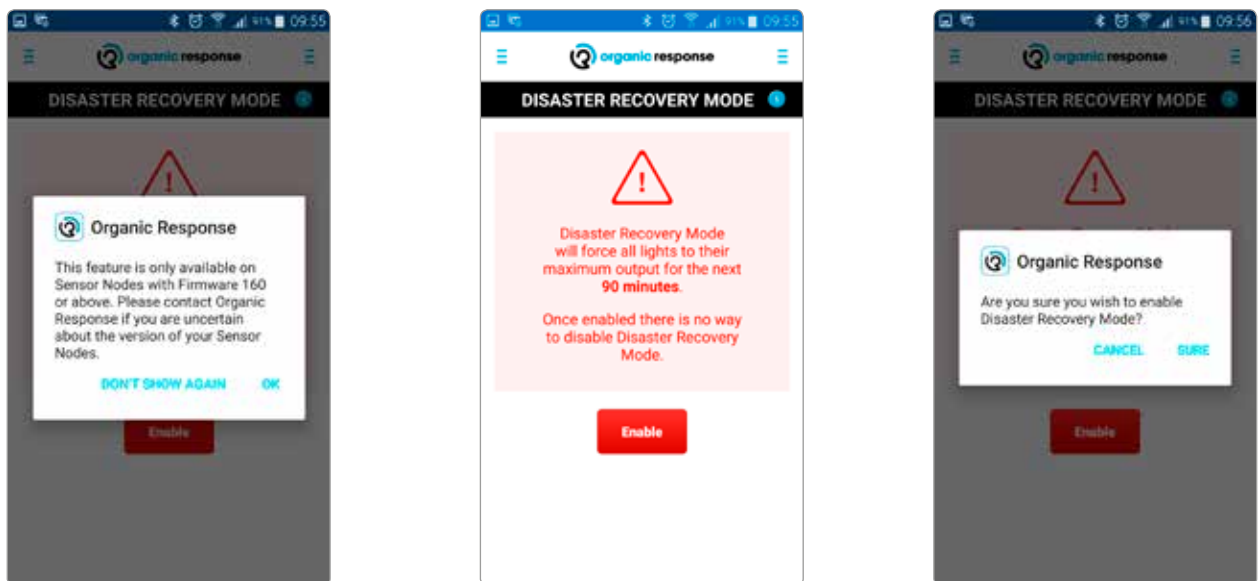 91% 09:55
organic response
DISASTER RECOVERY MODE
Organic Response
This feature is only available on
Sensor Nodes with Firmware 160
or above. Please contact Organic
Response if you are uncertain
about the version of your Sensor
Nodes.
DON'T SHOW AGAIN OK
Enable
91% 09:55
organic response
DISASTER RECOVERY MODE
Disaster Recovery Mode
will force all lights to their
maximum output for the next
90 minutes.
Once enabled there is no way
to disable Disaster Recovery
Mode.
Enable
91% 09:56
organic response
DISASTER RECOVERY MODE
Organic Response
Are you sure you wish to enable
Disaster Recovery Mode?
CANCEL SURE
Enable